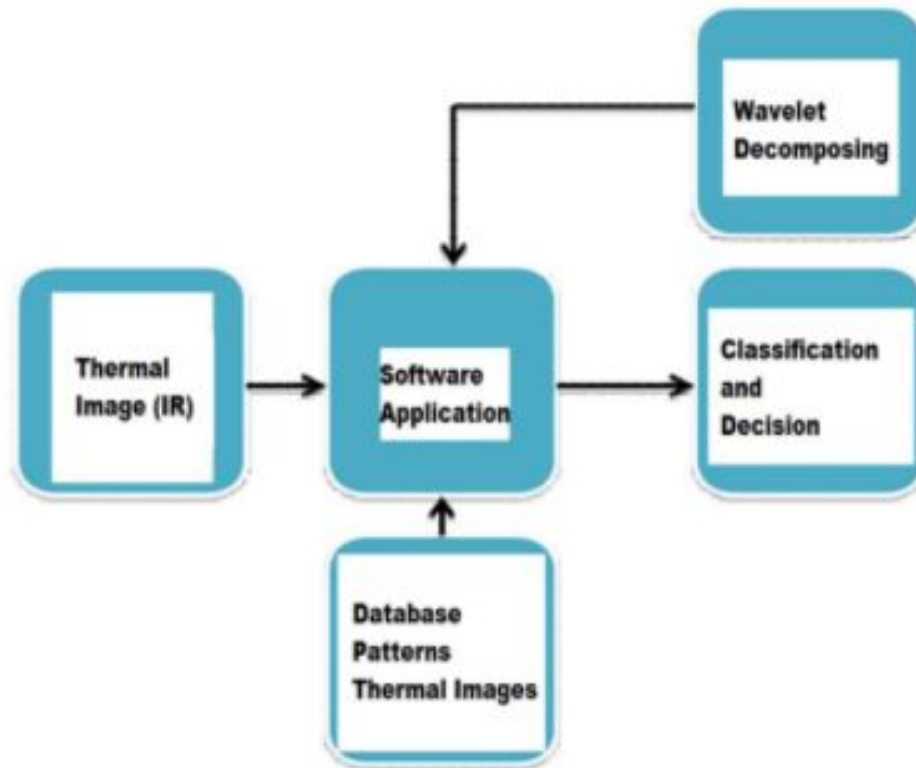 Wavelet
Decomposing
Thermal
Image (IR)
Software
Application
Classification
and
Decision
Database
Patterns
Thermal Images